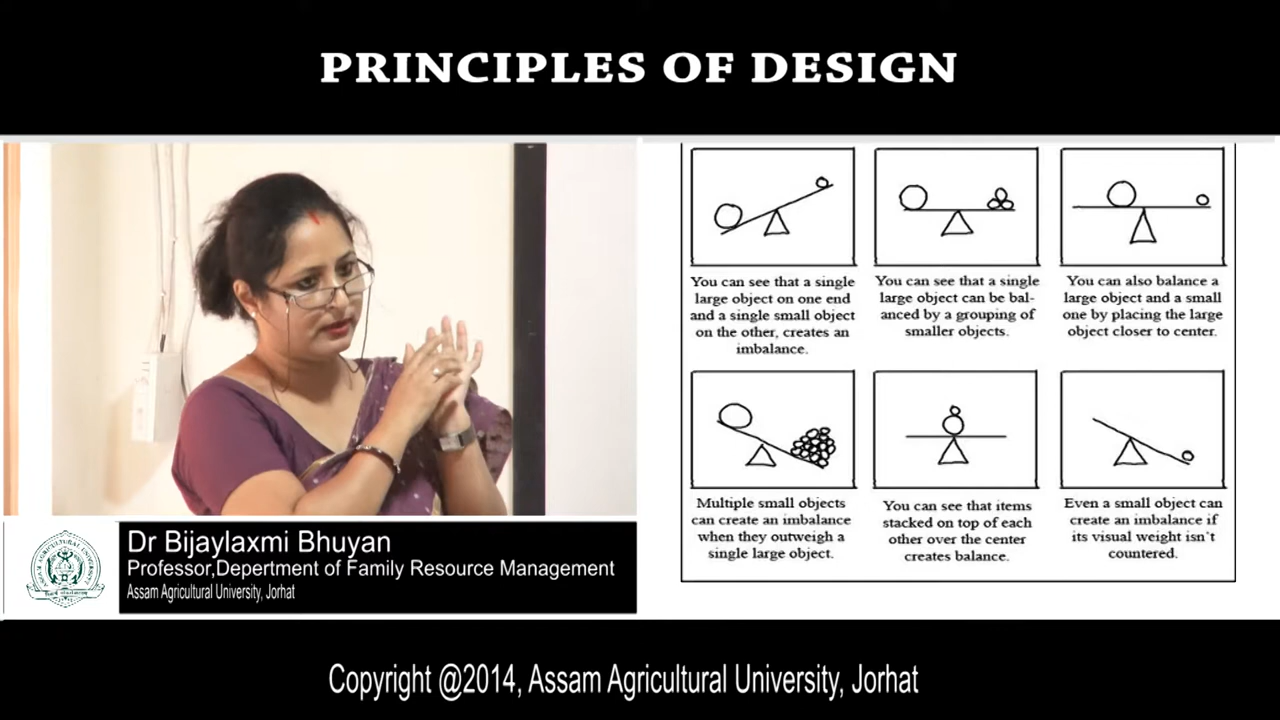 PRINCIPLES OF DESIGN
You can see that a single
large object on one end
and a single small object
on the other, creates an
imbalance.
You can see that a single
large object can be bal-
anced by a grouping of
smaller objects.
You can also balance a
large object and a small
one by placing the large
object closer to center.
Multiple small objects
can create an imbalance
when they outweigh a
single large object.
You can see that items
stacked on top of each
other over the center
creates balance.
Even a small object can
create an imbalance if
its visual weight isn't
countered.
Dr Bijaylaxmi Bhuyan
Professor,Depertment of Family Resource Management
Assam Agricultural University, Jorhat
Copyright @2014, Assam Agricultural University, Jorhat